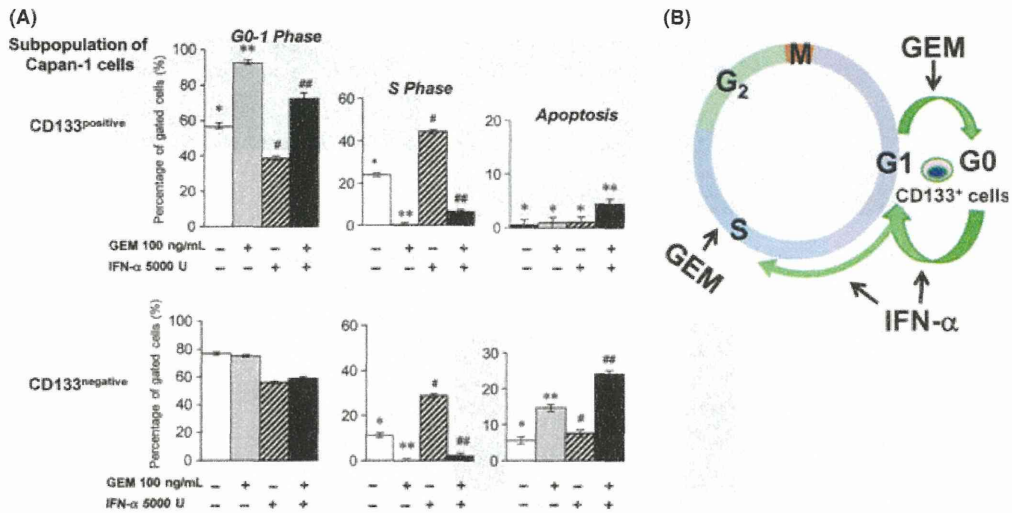 (A)
Subpopulation of
Capan-1 cells
CD133positive
Percentage of gated cells (%)
G0-1 Phase
100
80
60
40
20
0
*
**
#
##
S Phase
60
40
20
0
*
**
#
##
Apoptosis
20
10
0
*
*
*
**
GEM 100 ng/mL – + – + – + – + – + – +
IFN-α 5000 U – – + + – – + + – – + +
CD133negative
Percentage of gated cells (%)
100
80
60
40
20
0
60
40
20
0
*
**
#
##
30
20
10
0
*
**
#
##
GEM 100 ng/mL – + – + – + – + – + – +
IFN-α 5000 U – – + + – – + + – – + +
(B)
M
G2
S
G1
G0
GEM
CD133+ cells
GEM
IFN-α